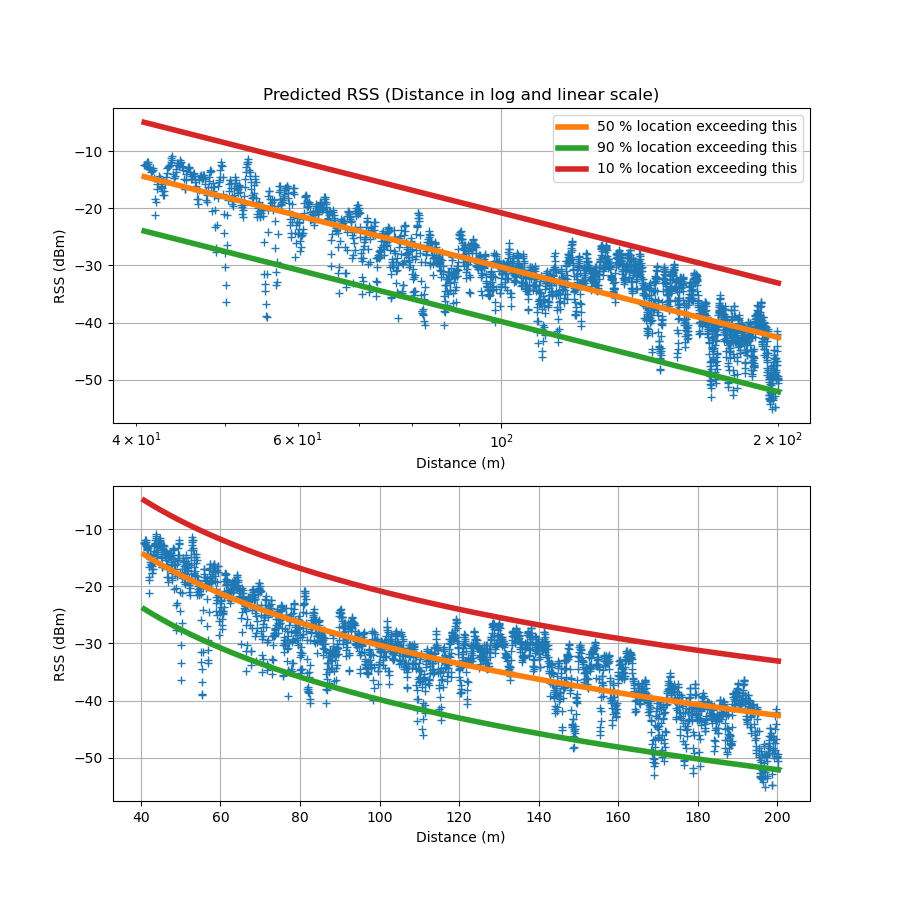 Predicted RSS (Distance in log and linear scale)
50 % location exceeding this
90 % location exceeding this
10 % location exceeding this
RSS (dBm)
−10
−20
−30
−40
−50
4 × 10¹
6 × 10¹
10²
2 × 10²
Distance (m)
RSS (dBm)
−10
−20
−30
−40
−50
40
60
80
100
120
140
160
180
200
Distance (m)